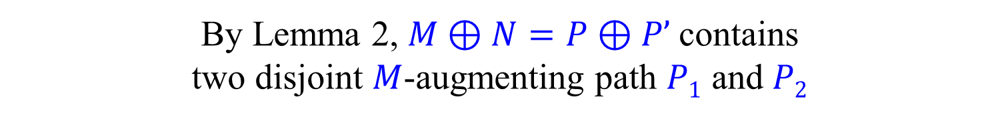 By Lemma 2, M ⊕ N = P ⊕ P’ contains
two disjoint M-augmenting path P₁ and P₂